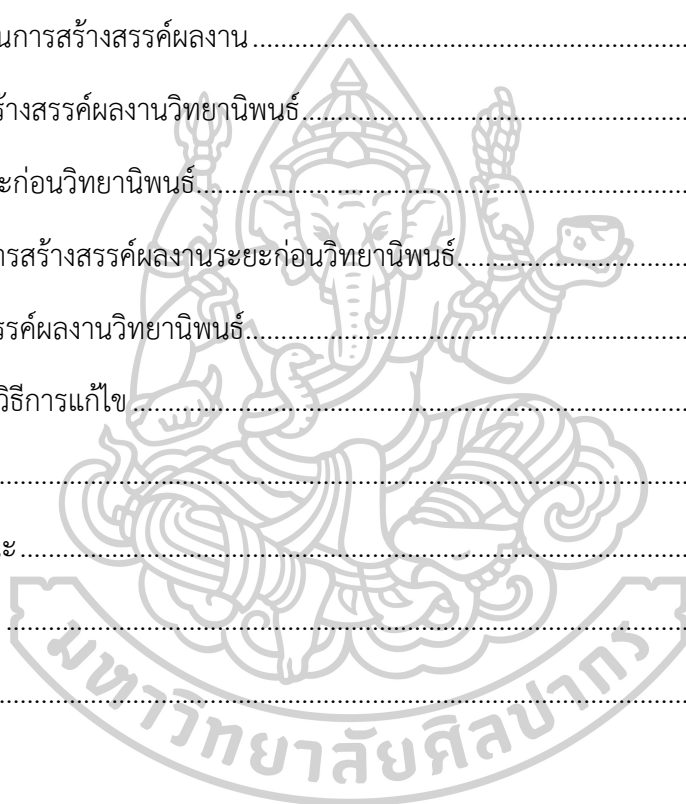 นการสร้างสรรค์ผลงาน
ร้างสรรค์ผลงานวิทยานิพนธ์
ะก่อนวิทยานิพนธ์
ารสร้างสรรค์ผลงานระยะก่อนวิทยานิพนธ์
รรค์ผลงานวิทยานิพนธ์
วิธีการแก้ไข
ะ
มหาวิทยาลัยศิลปากร